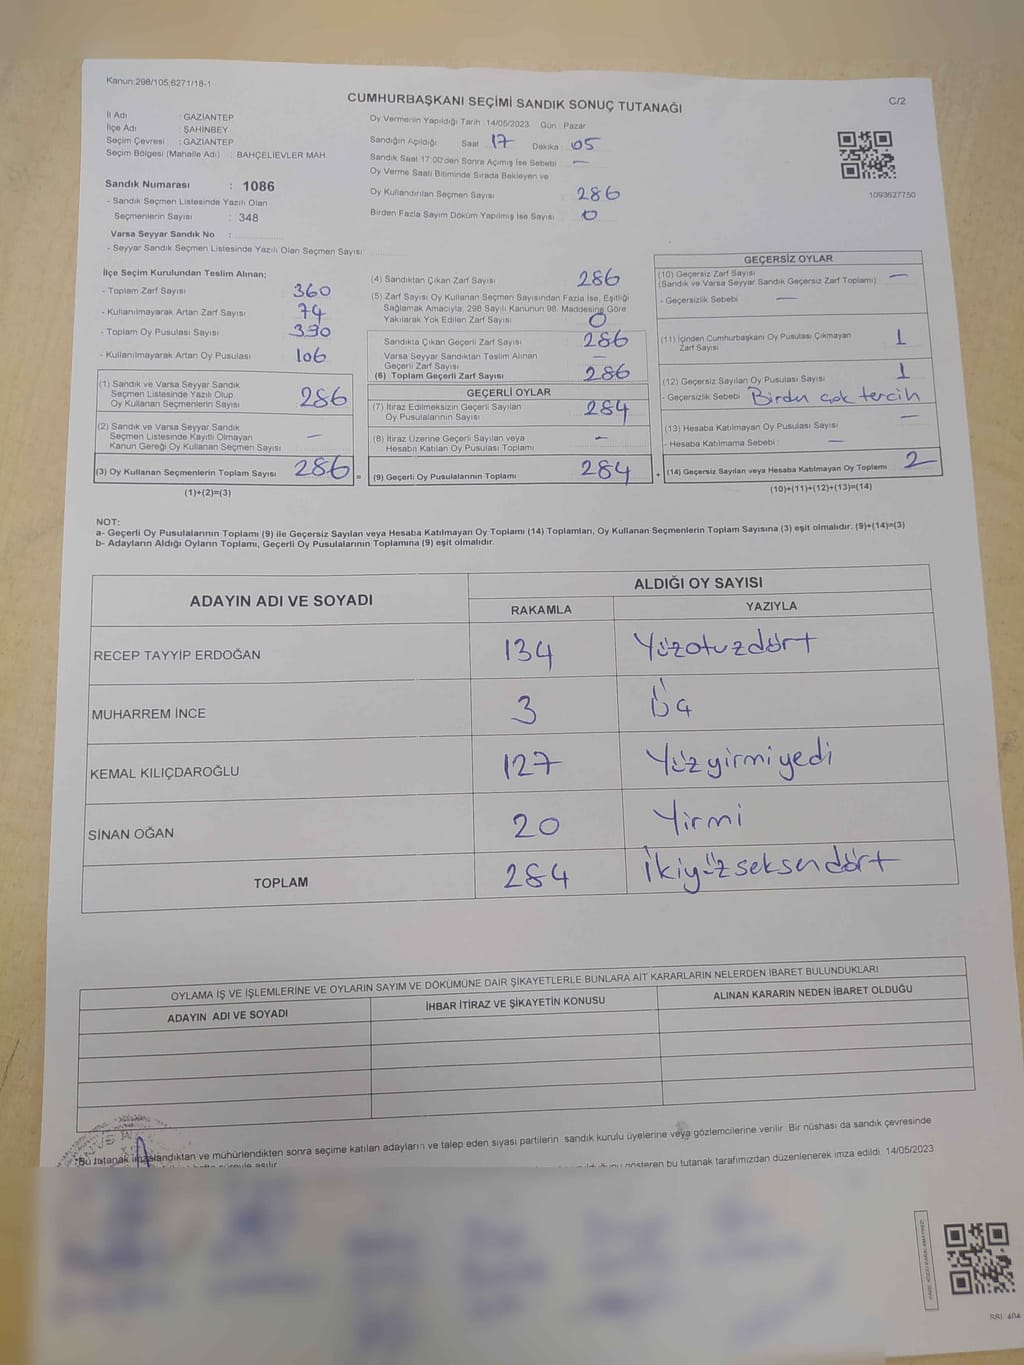 Kanun:298/105;6271/18-1
C/2
CUMHURBAŞKANI SEÇİMİ SANDIK SONUÇ TUTANAĞI
İl Adı : GAZİANTEP
İlçe Adı ŞAHİNBEY
Seçim Çevresi : GAZİANTEP
Seçim Bölgesi (Mahalle Adı) : BAHÇELİEVLER MAH.
Sandık Numarası : 1086
- Sandık Seçmen Listesinde Yazılı Olan
Seçmenlerin Sayısı : 348
Varsa Seyyar Sandık No :
- Seyyar Sandık Seçmen Listesinde Yazılı Olan Seçmen Sayısı:
Oy Vermenin Yapıldığı Tarih :14/05/2023 Gün : Pazar
Sandığın Açıldığı Saat : 17 Dakika : 05
Sandık Saat 17:00'den Sonra Açılmış İse Sebebi : —
Oy Verme Saati Bitiminde Sırada Bekleyen ve
Oy Kullandırılan Seçmen Sayısı : 286
Birden Fazla Sayım Döküm Yapılmış İse Sayısı : 0
1093627750
İlçe Seçim Kurulundan Teslim Alınan;
- Toplam Zarf Sayısı : 360
- Kullanılmayarak Artan Zarf Sayısı : 74
- Toplam Oy Pusulası Sayısı : 390
- Kullanılmayarak Artan Oy Pusulası : 106
(1) Sandık ve Varsa Seyyar Sandık
Seçmen Listesinde Yazılı Olup
Oy Kullanan Seçmenlerin Sayısı : 286
(2) Sandık ve Varsa Seyyar Sandık
Seçmen Listesinde Kayıtlı Olmayan
Kanun Gereği Oy Kullanan Seçmen Sayısı : —
(3) Oy Kullanan Seçmenlerin Toplam Sayısı : 286 =
(1)+(2)=(3)
(4) Sandıktan Çıkan Zarf Sayısı : 286
(5) Zarf Sayısı Oy Kullanan Seçmen Sayısından Fazla İse, Eşitliği
Sağlamak Amacıyla, 298 Sayılı Kanunun 98. Maddesine Göre
Yakılarak Yok Edilen Zarf Sayısı : 0
Sandıkta Çıkan Geçerli Zarf Sayısı : 286
Varsa Seyyar Sandıktan Teslim Alınan
Geçerli Zarf Sayısı : —
(6) Toplam Geçerli Zarf Sayısı : 286
GEÇERLİ OYLAR
(7) İtiraz Edilmeksizin Geçerli Sayılan
Oy Pusulalarının Sayısı : 284
(8) İtiraz Üzerine Geçerli Sayılan veya
Hesaba Katılan Oy Pusulası Toplamı : —
(9) Geçerli Oy Pusulalarının Toplamı : 284 +
GEÇERSİZ OYLAR
(10) Geçersiz Zarf Sayısı : —
(Sandık ve Varsa Seyyar Sandık Geçersiz Zarf Toplamı)
- Geçersizlik Sebebi : —
(11) İçinden Cumhurbaşkanı Oy Pusulası Çıkmayan
Zarf Sayısı : 1
(12) Geçersiz Sayılan Oy Pusulası Sayısı : 1
- Geçersizlik Sebebi : Birden çok tercih
(13) Hesaba Katılmayan Oy Pusulası Sayısı : —
- Hesaba Katılmama Sebebi : —
(14) Geçersiz Sayılan veya Hesaba Katılmayan Oy Toplamı : 2
(10)+(11)+(12)+(13)=(14)
NOT:
a- Geçerli Oy Pusulalarının Toplamı (9) ile Geçersiz Sayılan veya Hesaba Katılmayan Oy Toplamı (14) Toplamları, Oy Kullanan Seçmenlerin Toplam Sayısına (3) eşit olmalıdır. (9)+(14)=(3)
b- Adayların Aldığı Oyların Toplamı, Geçerli Oy Pusulalarının Toplamına (9) eşit olmalıdır.
ADAYIN ADI VE SOYADI ALDIĞI OY SAYISI
RAKAMLA YAZIYLA
RECEP TAYYİP ERDOĞAN 134 Yüzotuzdört
MUHARREM İNCE 3 üç
KEMAL KILIÇDAROĞLU 127 Yüzyirmiyedi
SİNAN OĞAN 20 Yirmi
TOPLAM 284 İkiyüzseksendört
OYLAMA İŞ VE İŞLEMLERİNE VE OYLARIN SAYIM VE DÖKÜMÜNE DAİR ŞİKAYETLERLE BUNLARA AİT KARARLARIN NELERDEN İBARET BULUNDUKLARI
ADAYIN ADI VE SOYADI İHBAR İTİRAZ VE ŞİKAYETİN KONUSU ALINAN KARARIN NEDEN İBARET OLDUĞU
*Bu tutanak imzalandıktan ve mühürlendikten sonra seçime katılan adayların ve talep eden siyasi partilerin sandık kurulu üyelerine veya gözlemcilerine verilir. Bir nüshası da sandık çevresinde
gösteren bu tutanak tarafımızdan düzenlenerek imza edildi. 14/05/2023